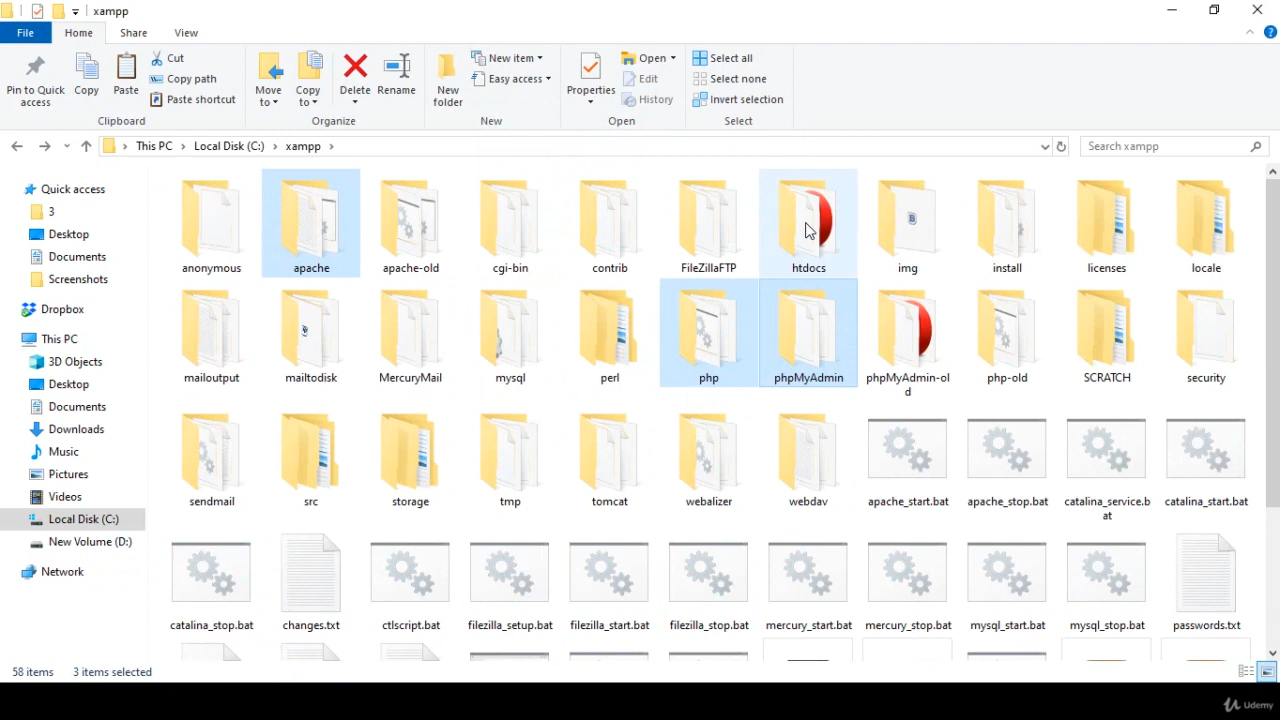 xampp
File
Home
Share
View
Pin to Quick
access
Copy
Paste
Cut
Copy path
Paste shortcut
Clipboard
Move
to
Copy
to
Delete
Rename
Organize
New
folder
New item
Easy access
New
Properties
Open
Edit
History
Open
Select all
Select none
Invert selection
Select
This PC
Local Disk (C:)
xampp
Search xampp
Quick access
3
Desktop
Documents
Screenshots
Dropbox
This PC
3D Objects
Desktop
Documents
Downloads
Music
Pictures
Videos
Local Disk (C:)
New Volume (D:)
Network
anonymous
apache
apache-old
cgi-bin
contrib
FileZillaFTP
htdocs
img
install
licenses
locale
mailoutput
mailtodisk
MercuryMail
mysql
perl
php
phpMyAdmin
phpMyAdmin-ol
d
php-old
SCRATCH
security
sendmail
src
storage
tmp
tomcat
webalizer
webdav
apache_start.bat
apache_stop.bat
catalina_service.b
at
catalina_start.bat
catalina_stop.bat
changes.txt
ctlscript.bat
filezilla_setup.bat
filezilla_start.bat
filezilla_stop.bat
mercury_start.bat
mercury_stop.bat
mysql_start.bat
mysql_stop.bat
passwords.txt
58 items
3 items selected
Udemy